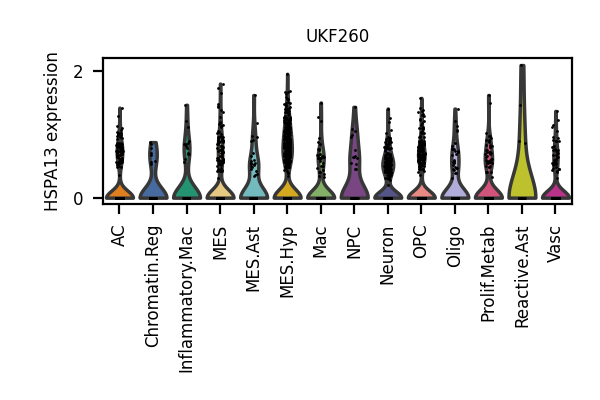 UKF260
HSPA13 expression
2
0
AC
Chromatin.Reg
Inflammatory.Mac
MES
MES.Ast
MES.Hyp
Mac
NPC
Neuron
OPC
Oligo
Prolif.Metab
Reactive.Ast
Vasc